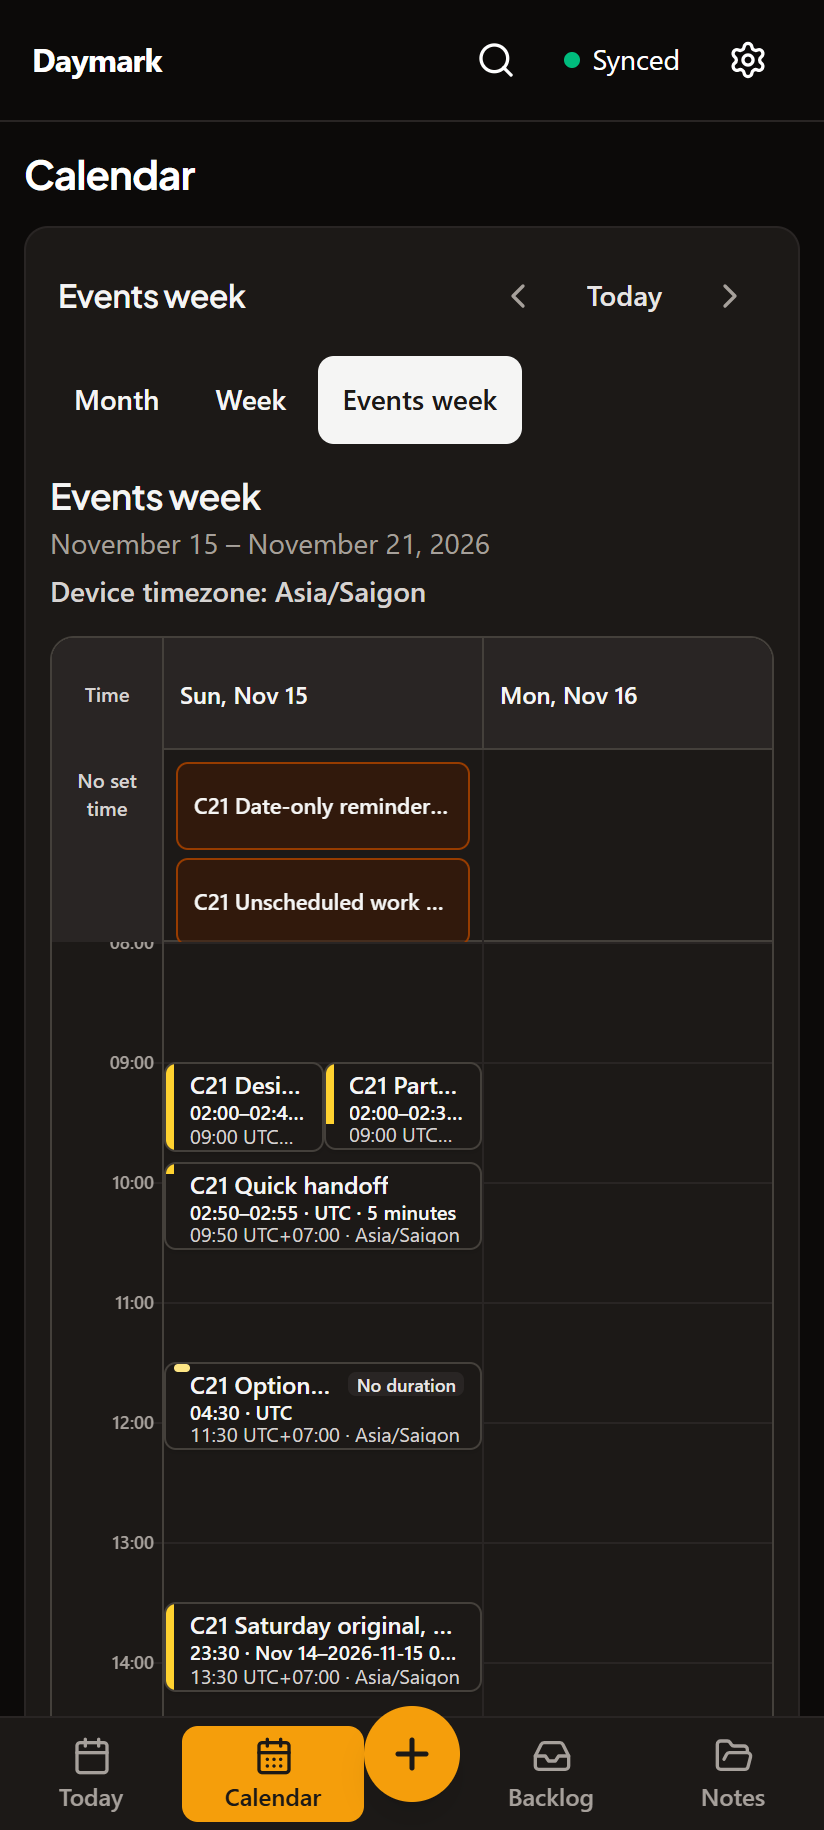 Daymark
Synced
Calendar
Events week
Today
Month
Week
Events week
Events week
November 15 – November 21, 2026
Device timezone: Asia/Saigon
Time
Sun, Nov 15
Mon, Nov 16
No set
time
C21 Date-only reminder...
C21 Unscheduled work ...
08:00
09:00
C21 Desi...
02:00–02:4...
09:00 UTC...
C21 Part...
02:00–02:3...
09:00 UTC...
10:00
C21 Quick handoff
02:50–02:55 · UTC · 5 minutes
09:50 UTC+07:00 · Asia/Saigon
11:00
C21 Option...
No duration
04:30 · UTC
11:30 UTC+07:00 · Asia/Saigon
12:00
13:00
C21 Saturday original, ...
23:30 · Nov 14–2026-11-15 0...
13:30 UTC+07:00 · Asia/Saigon
14:00
Today
Calendar
Backlog
Notes